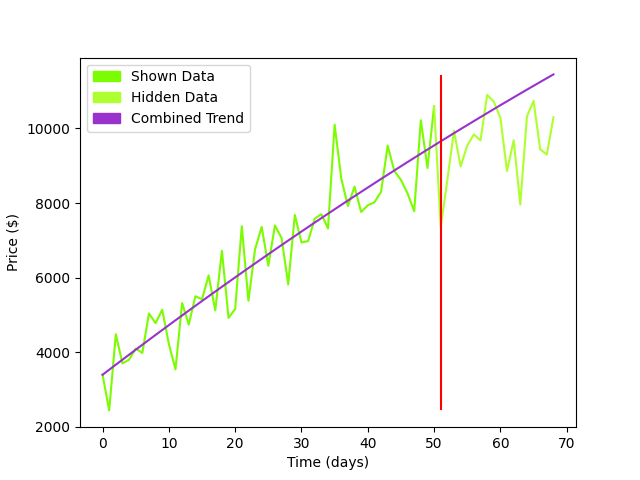 Shown Data
Hidden Data
Combined Trend
Price ($)
10000
8000
6000
4000
2000
0 10 20 30 40 50 60 70
Time (days)